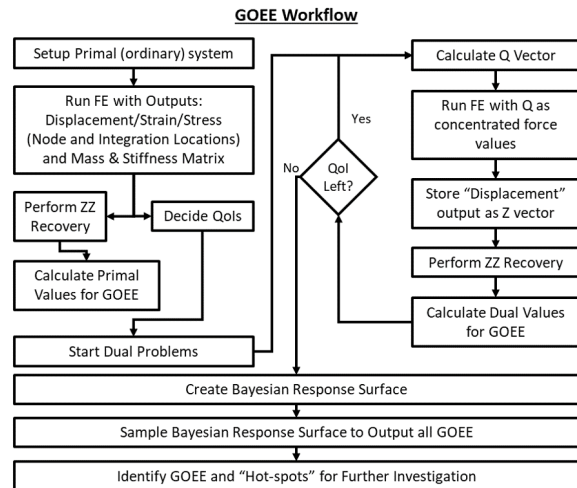 GOEE Workflow
Setup Primal (ordinary) system
Run FE with Outputs:
Displacement/Strain/Stress
(Node and Integration Locations)
and Mass & Stiffness Matrix
Perform ZZ
Recovery
Decide QoIs
Calculate Primal
Values for GOEE
Start Dual Problems
No
Yes
QoI
Left?
Calculate Q Vector
Run FE with Q as
concentrated force
values
Store “Displacement”
output as Z vector
Perform ZZ Recovery
Calculate Dual Values
for GOEE
Create Bayesian Response Surface
Sample Bayesian Response Surface to Output all GOEE
Identify GOEE and “Hot-spots” for Further Investigation